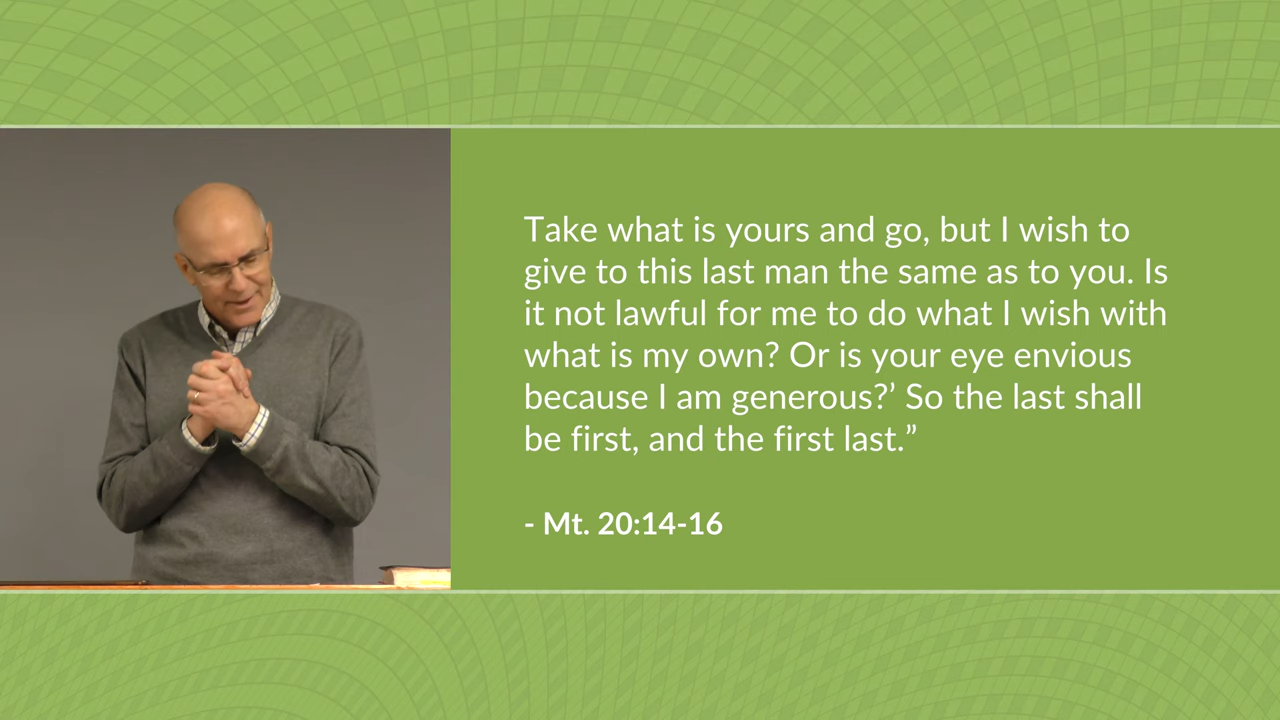 Take what is yours and go, but I wish to
give to this last man the same as to you. Is
it not lawful for me to do what I wish with
what is my own? Or is your eye envious
because I am generous?’ So the last shall
be first, and the first last.”
- Mt. 20:14-16